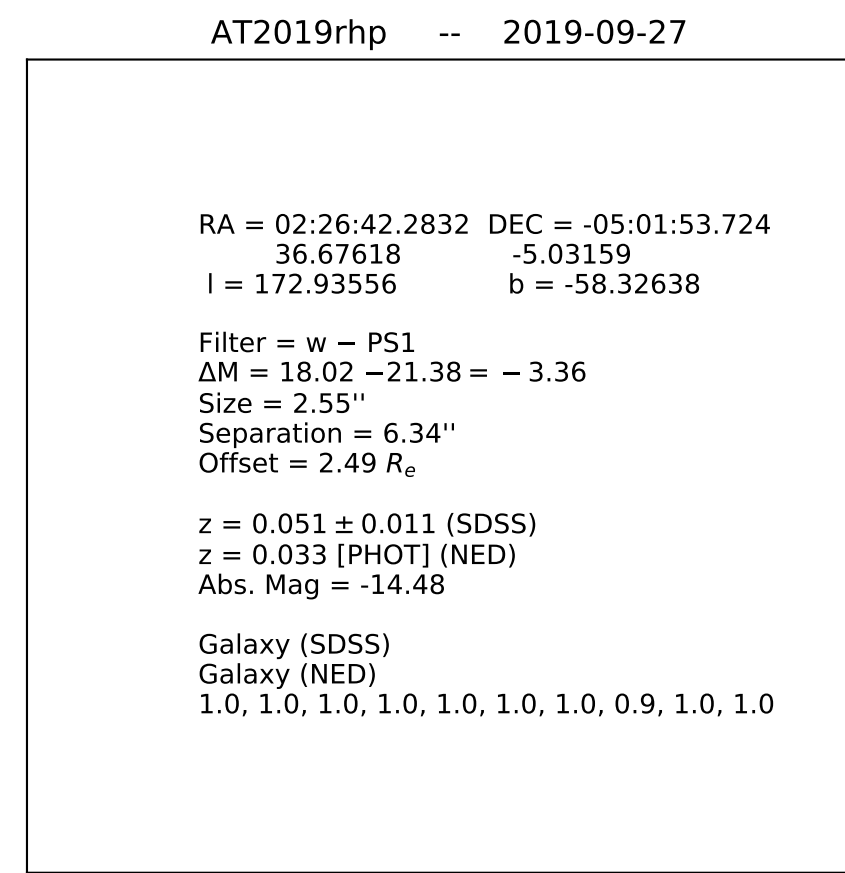 AT2019rhp -- 2019-09-27
RA = 02:26:42.2832 DEC = -05:01:53.724
36.67618 -5.03159
l = 172.93556 b = -58.32638
Filter = w − PS1
ΔM = 18.02 −21.38 = − 3.36
Size = 2.55''
Separation = 6.34''
Offset = 2.49 Rₑ
z = 0.051 ± 0.011 (SDSS)
z = 0.033 [PHOT] (NED)
Abs. Mag = -14.48
Galaxy (SDSS)
Galaxy (NED)
1.0, 1.0, 1.0, 1.0, 1.0, 1.0, 1.0, 0.9, 1.0, 1.0